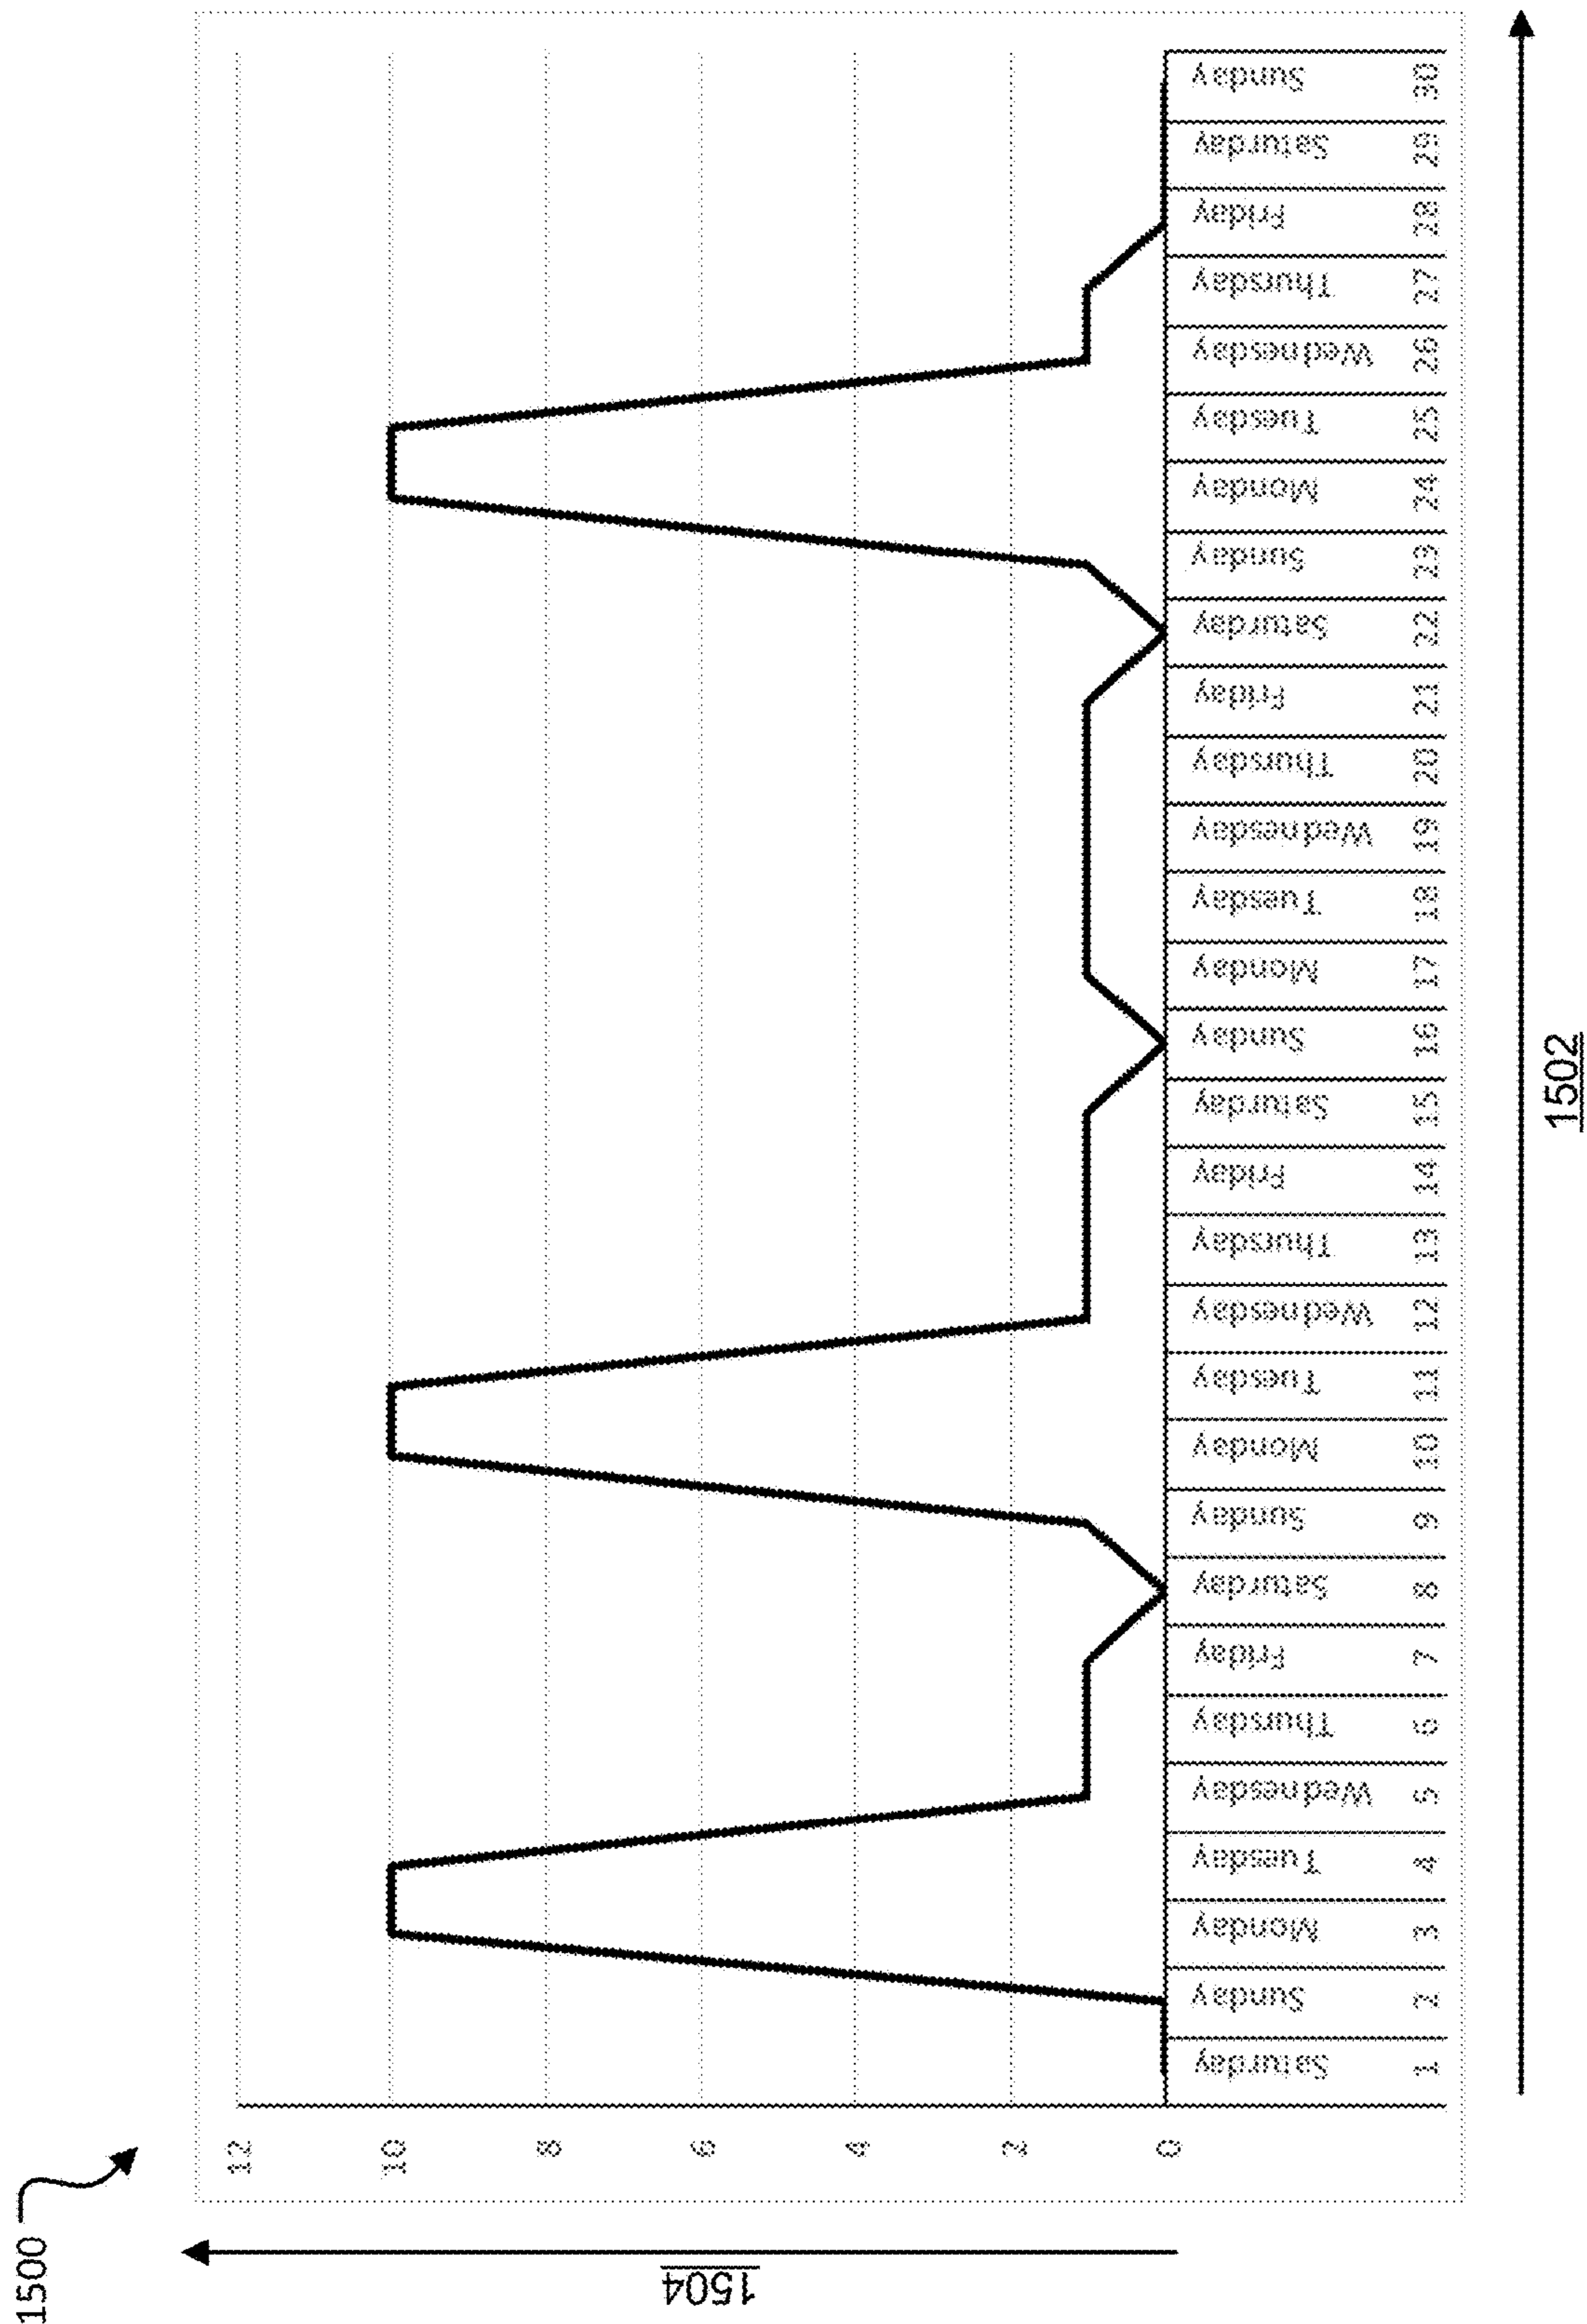 1500
1504
12
10
8
6
4
2
0
Saturday
Sunday
Monday
Tuesday
Wednesday
Thursday
Friday
Saturday
Sunday
Monday
Tuesday
Wednesday
Thursday
Friday
Saturday
Sunday
Monday
Tuesday
Wednesday
Thursday
Friday
Saturday
Sunday
Monday
Tuesday
Wednesday
Thursday
Friday
Saturday
Sunday
1 2 3 4 5 6 7 8 9 10 11 12 13 14 15 16 17 18 19 20 21 22 23 24 25 26 27 28 29 30
1502